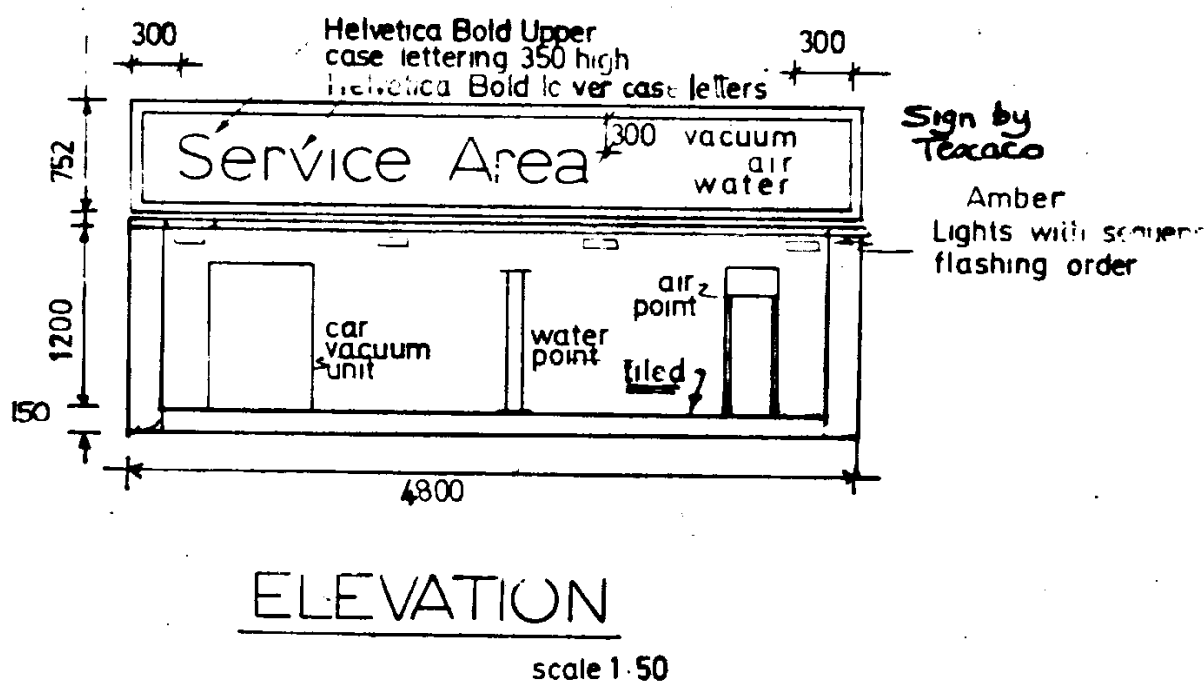 300
Helvetica Bold Upper
case lettering 350 high
Helvetica Bold lower case letters
300
752
Service Area
300
vacuum
air
water
Sign by
Texaco
Amber
Lights with
flashing order
1200
car
vacuum
unit
water
point
air
point
tiled
150
4800
ELEVATION
scale 1:50